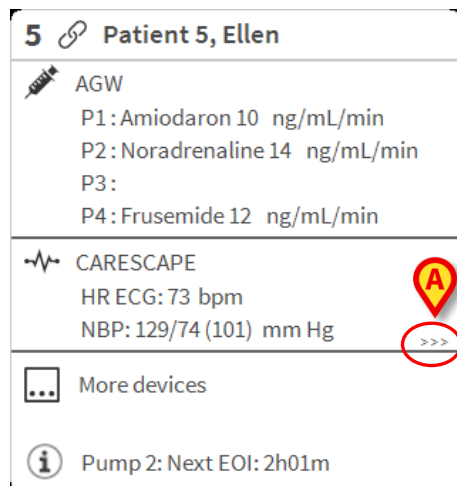 5 Patient 5, Ellen
AGW
P1: Amiodaron 10 ng/mL/min
P2: Noradrenaline 14 ng/mL/min
P3:
P4: Frusemide 12 ng/mL/min
CARESCAPE
A
HR ECG: 73 bpm
NBP: 129/74 (101) mm Hg
>>>
... More devices
i Pump 2: Next EOI: 2h01m